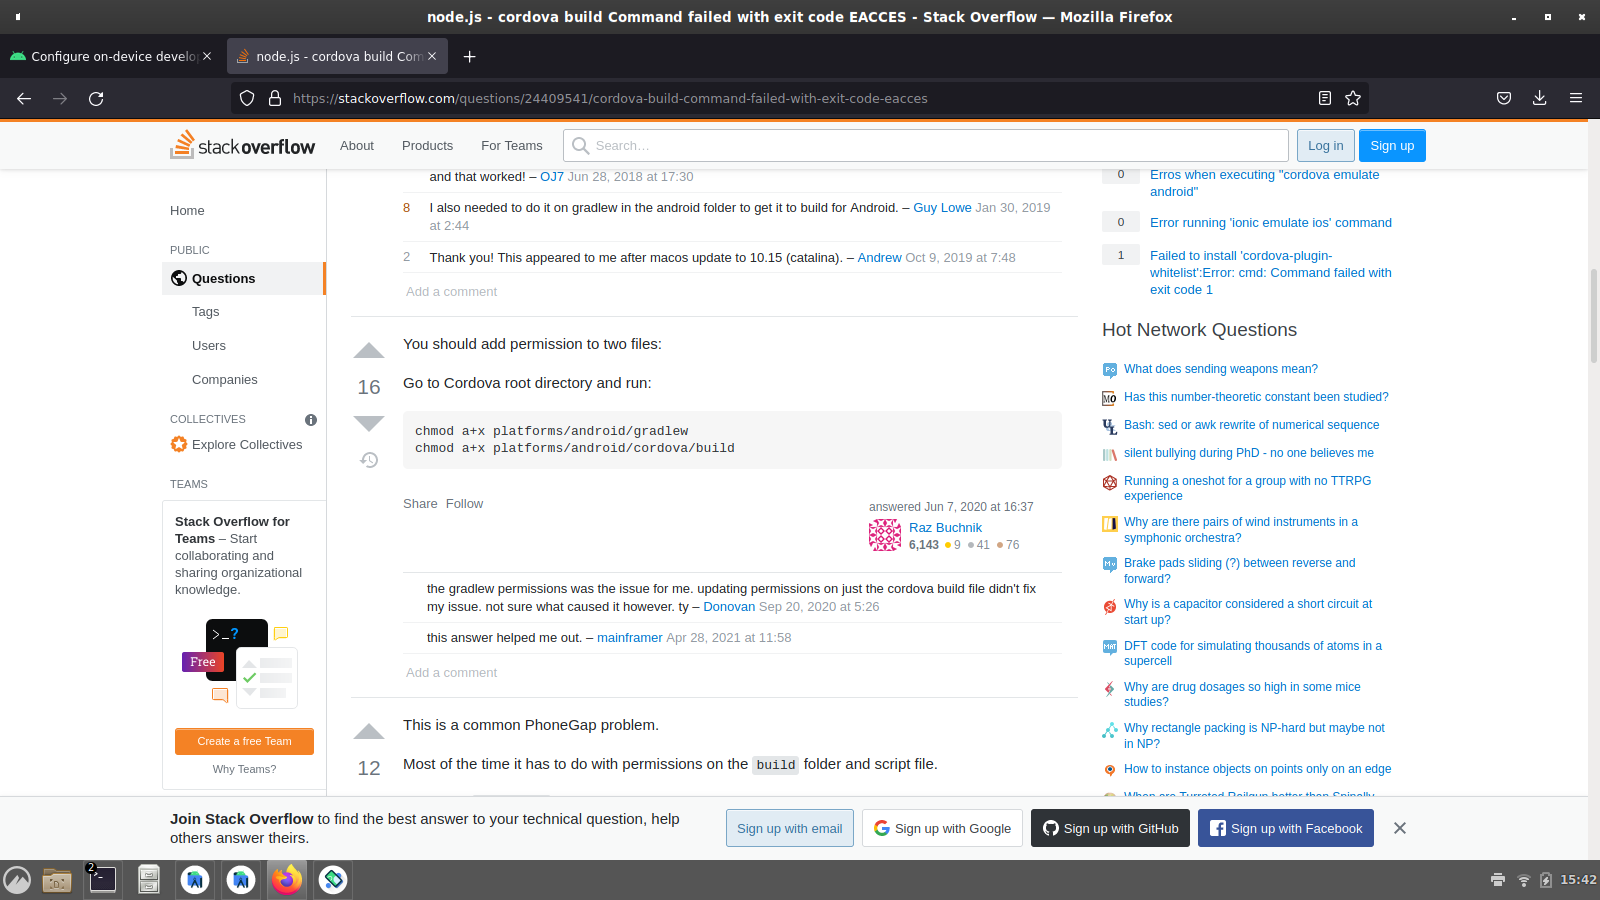 node.js - cordova build Command failed with exit code EACCES - Stack Overflow — Mozilla Firefox
Configure on-device develo
node.js - cordova build Com
https://stackoverflow.com/questions/24409541/cordova-build-command-failed-with-exit-code-eacces
stackoverflow
About
Products
For Teams
Search…
Log in
Sign up
Home
PUBLIC
Questions
Tags
Users
Companies
COLLECTIVES
Explore Collectives
TEAMS
Stack Overflow for
Teams – Start
collaborating and
sharing organizational
knowledge.
>_?
Free
Create a free Team
Why Teams?
and that worked! – OJ7 Jun 28, 2018 at 17:30
8 I also needed to do it on gradlew in the android folder to get it to build for Android. – Guy Lowe Jan 30, 2019
at 2:44
2 Thank you! This appeared to me after macos update to 10.15 (catalina). – Andrew Oct 9, 2019 at 7:48
Add a comment
16
You should add permission to two files:
Go to Cordova root directory and run:
chmod a+x platforms/android/gradlew
chmod a+x platforms/android/cordova/build
Share Follow
answered Jun 7, 2020 at 16:37
Raz Buchnik
6,143 9 41 76
the gradlew permissions was the issue for me. updating permissions on just the cordova build file didn't fix
my issue. not sure what caused it however. ty – Donovan Sep 20, 2020 at 5:26
this answer helped me out. – mainframer Apr 28, 2021 at 11:58
Add a comment
12
This is a common PhoneGap problem.
Most of the time it has to do with permissions on the build folder and script file.
0 Erros when executing "cordova emulate
android"
0 Error running 'ionic emulate ios' command
1 Failed to install 'cordova-plugin-
whitelist':Error: cmd: Command failed with
exit code 1
Hot Network Questions
What does sending weapons mean?
Has this number-theoretic constant been studied?
Bash: sed or awk rewrite of numerical sequence
silent bullying during PhD - no one believes me
Running a oneshot for a group with no TTRPG
experience
Why are there pairs of wind instruments in a
symphonic orchestra?
Brake pads sliding (?) between reverse and
forward?
Why is a capacitor considered a short circuit at
start up?
DFT code for simulating thousands of atoms in a
supercell
Why are drug dosages so high in some mice
studies?
Why rectangle packing is NP-hard but maybe not
in NP?
How to instance objects on points only on an edge
When are Turreted Railgun better than Spinally
Join Stack Overflow to find the best answer to your technical question, help
others answer theirs.
Sign up with email
Sign up with Google
Sign up with GitHub
Sign up with Facebook
2
15:42